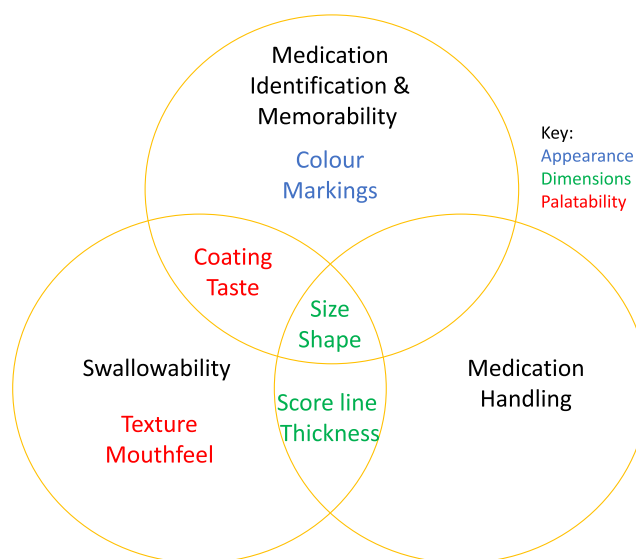 Medication
Identification &
Memorability
Colour
Markings
Key:
Appearance
Dimensions
Palatability
Coating
Taste
Size
Shape
Swallowability
Texture
Mouthfeel
Score line
Thickness
Medication
Handling